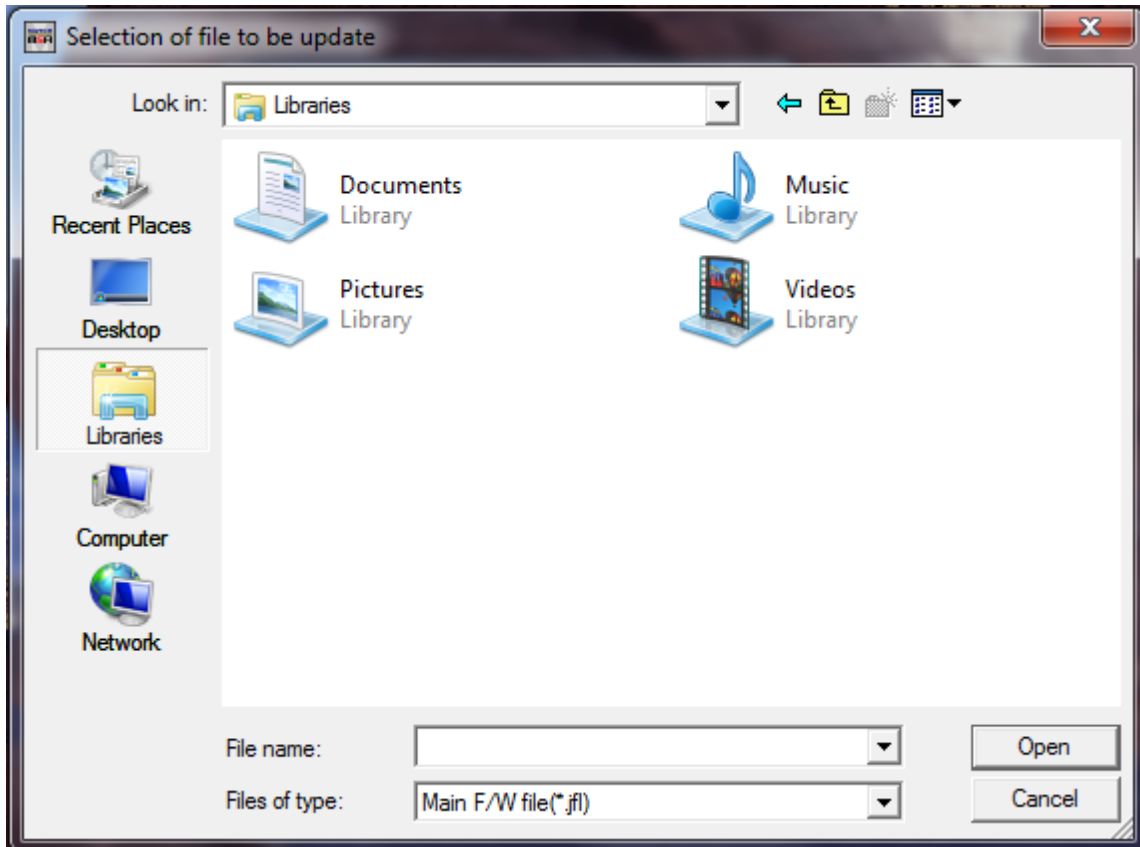 Selection of file to be update
Look in:
Libraries
Recent Places
Desktop
Libraries
Computer
Network
Documents
Library
Music
Library
Pictures
Library
Videos
Library
File name:
Open
Files of type:
Main F/W file(*.jfl)
Cancel